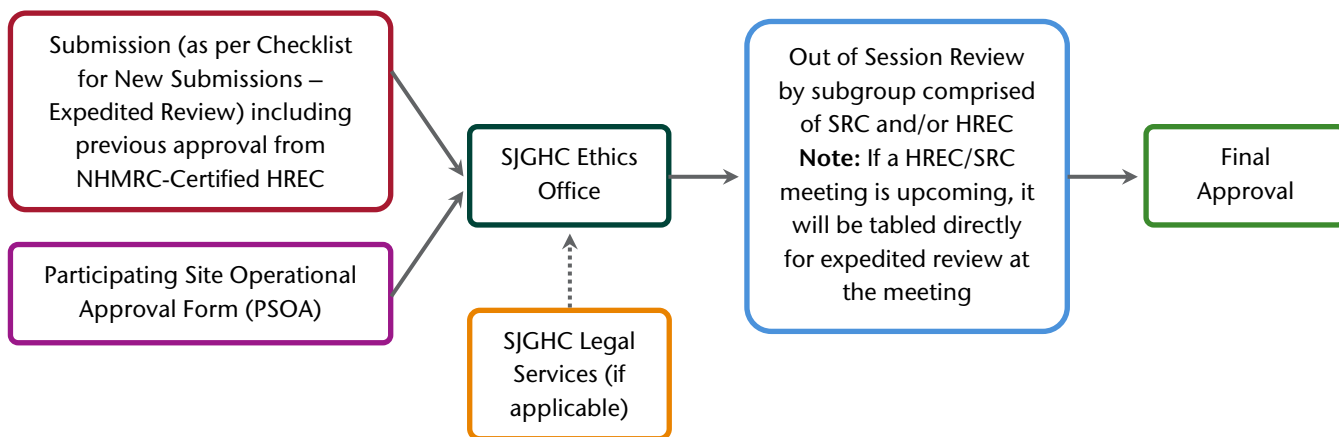 Submission (as per Checklist
for New Submissions –
Expedited Review) including
previous approval from
NHMRC-Certified HREC
Participating Site Operational
Approval Form (PSOA)
SJGHC Ethics
Office
SJGHC Legal
Services (if
applicable)
Out of Session Review
by subgroup comprised
of SRC and/or HREC
Note: If a HREC/SRC
meeting is upcoming, it
will be tabled directly
for expedited review at
the meeting
Final
Approval